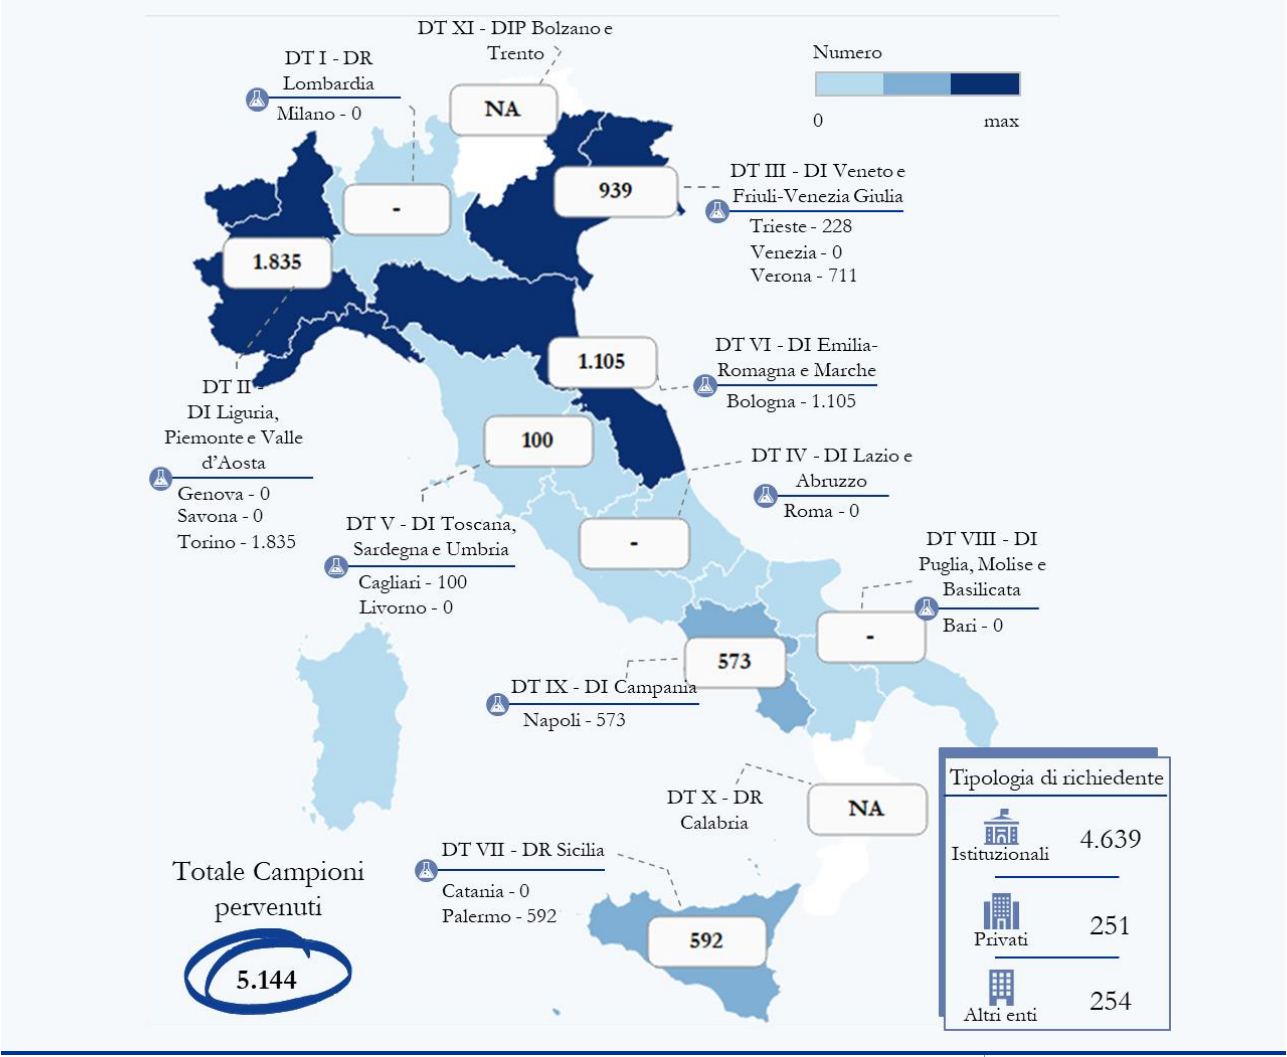 DT XI - DIP Bolzano e
Trento
NA
DT I - DR
Lombardia
Milano - 0
-
Numero
0 max
939
DT III - DI Veneto e
Friuli-Venezia Giulia
Trieste - 228
Venezia - 0
Verona - 711
1.835
DT II -
DI Liguria,
Piemonte e Valle
d’Aosta
Genova - 0
Savona - 0
Torino - 1.835
1.105
DT VI - DI Emilia-
Romagna e Marche
Bologna - 1.105
100
DT V - DI Toscana,
Sardegna e Umbria
Cagliari - 100
Livorno - 0
DT IV - DI Lazio e
Abruzzo
Roma - 0
-
DT VIII - DI
Puglia, Molise e
Basilicata
Bari - 0
-
573
DT IX - DI Campania
Napoli - 573
DT X - DR
Calabria
NA
DT VII - DR Sicilia
Catania - 0
Palermo - 592
592
Totale Campioni
pervenuti
5.144
Tipologia di richiedente
Istituzionali 4.639
Privati 251
Altri enti 254